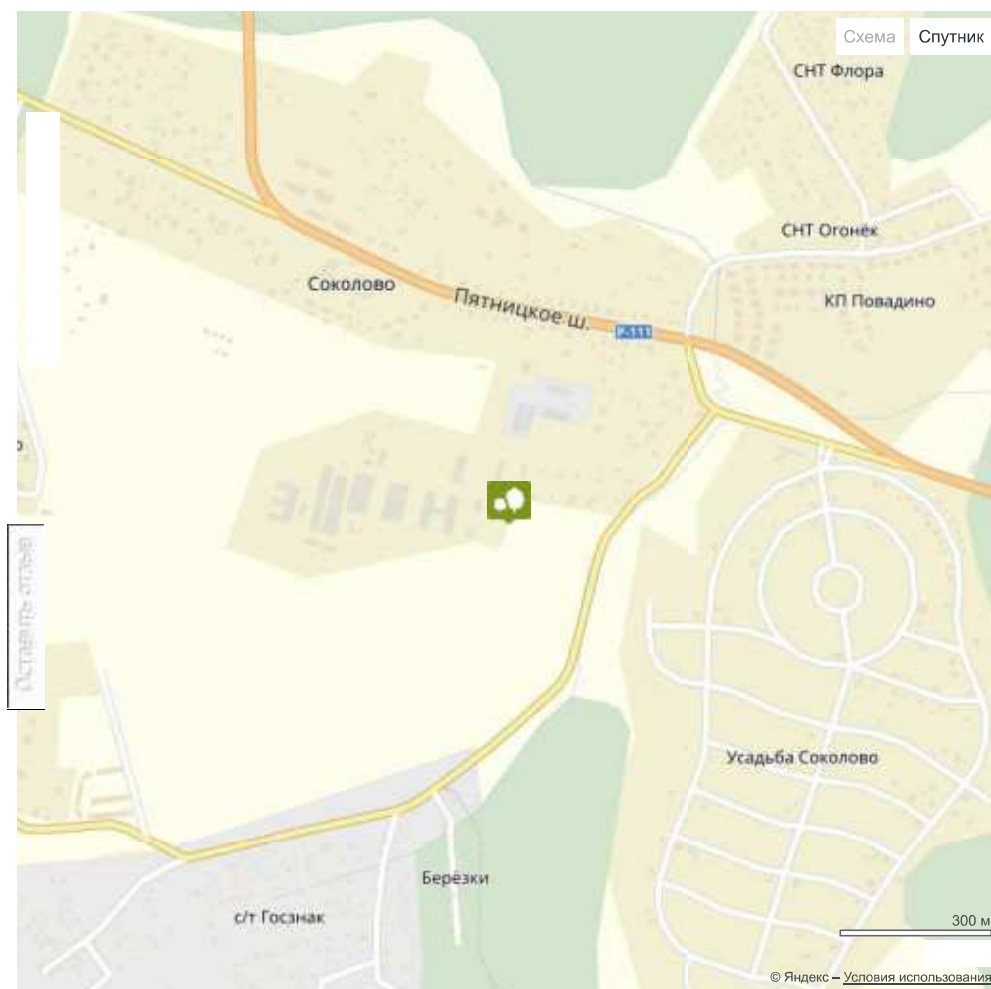 Схема
Спутник
СНТ Флора
СНТ Огонёк
Соколово
Пятницкое ш.
Р-111
КП Повадино
Оставить отзыв
Усадьба Соколово
Берёзки
с/т Госзнак
300 м
© Яндекс – Условия использования